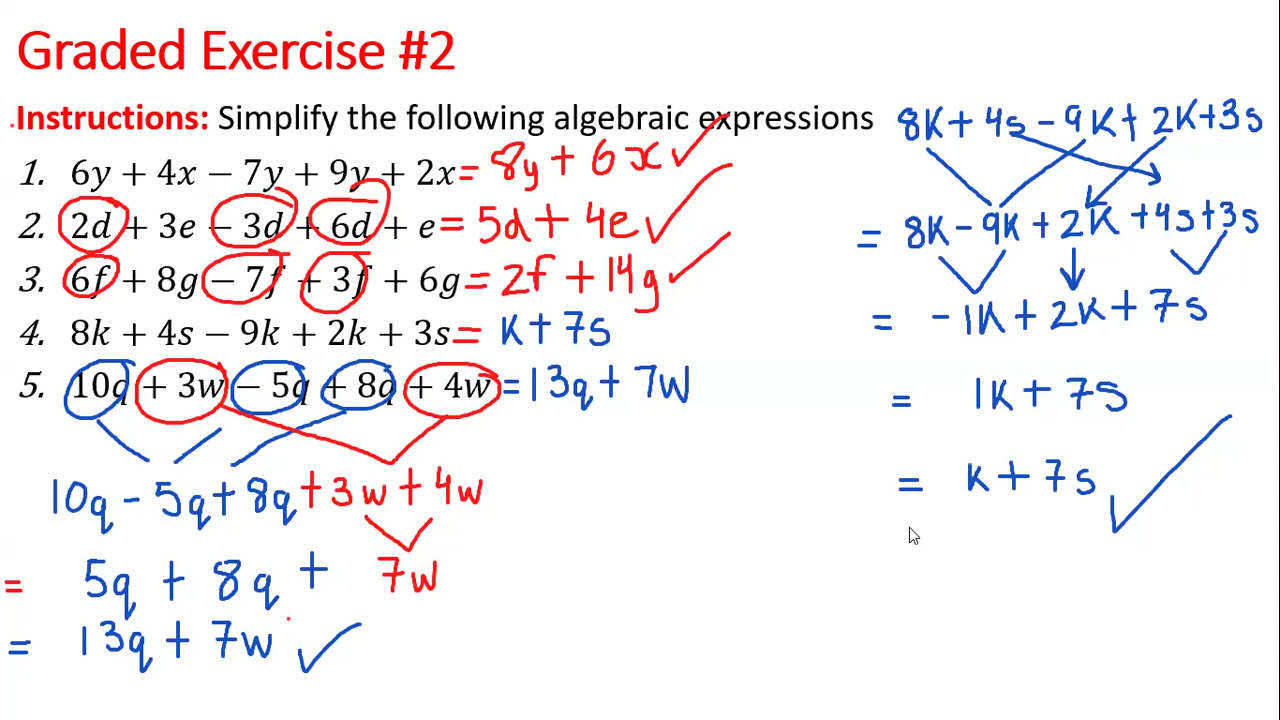 Graded Exercise #2
Instructions: Simplify the following algebraic expressions
1. 6y + 4x − 7y + 9y + 2x = 8y + 6x ✓
2. 2d + 3e − 3d + 6d + e = 5d + 4e ✓
3. 6f + 8g − 7f + 3f + 6g = 2f + 14g ✓
4. 8k + 4s − 9k + 2k + 3s = k + 7s
5. 10q + 3w − 5q + 8q + 4w = 13q + 7w
10q − 5q + 8q + 3w + 4w
= 5q + 8q + 7w
= 13q + 7w ✓
8k + 4s − 9k + 2k + 3s
= 8k − 9k + 2k + 4s + 3s
= − 1k + 2k + 7s
= 1k + 7s
= k + 7s ✓